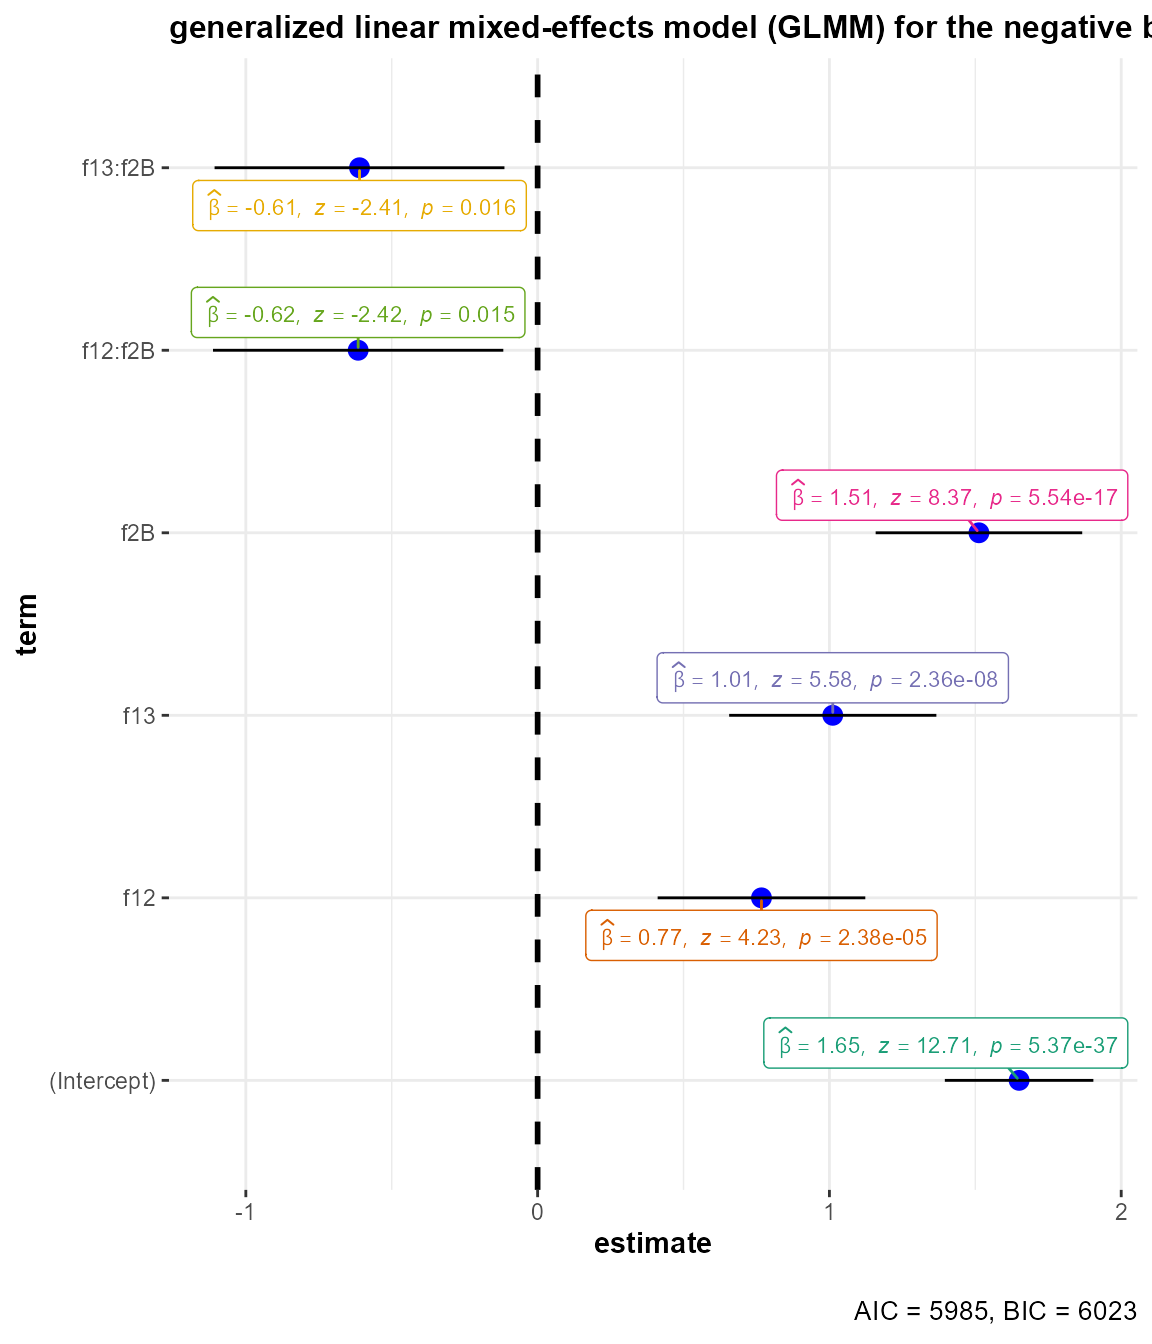 generalized linear mixed-effects model (GLMM) for the negative b
f13:f2B
β̂ = -0.61, z = -2.41, p = 0.016
β̂ = -0.62, z = -2.42, p = 0.015
f12:f2B
β̂ = 1.51, z = 8.37, p = 5.54e-17
f2B
term
β̂ = 1.01, z = 5.58, p = 2.36e-08
f13
f12
β̂ = 0.77, z = 4.23, p = 2.38e-05
β̂ = 1.65, z = 12.71, p = 5.37e-37
(Intercept)
-1 0 1 2
estimate
AIC = 5985, BIC = 6023